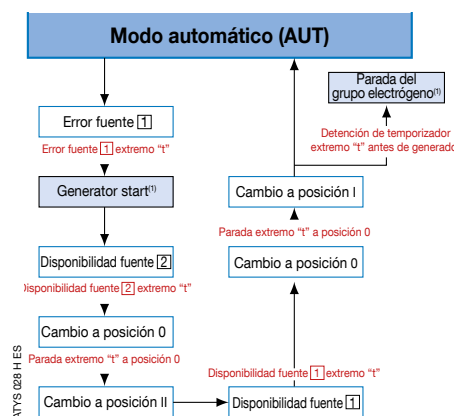 Modo automático (AUT)
Error fuente 1
Error fuente 1 extremo “t”
Generator start(1)
Disponibilidad fuente 2
Disponibilidad fuente 2 extremo “t”
Cambio a posición 0
Parada extremo “t” a posición 0
Cambio a posición II
Disponibilidad fuente 1
Disponibilidad fuente 1 extremo “t”
Cambio a posición 0
Parada extremo “t” a posición 0
Cambio a posición I
Parada del
grupo electrógeno(1)
Detención de temporizador
extremo “t” antes de generado
ATYS 028 H ES